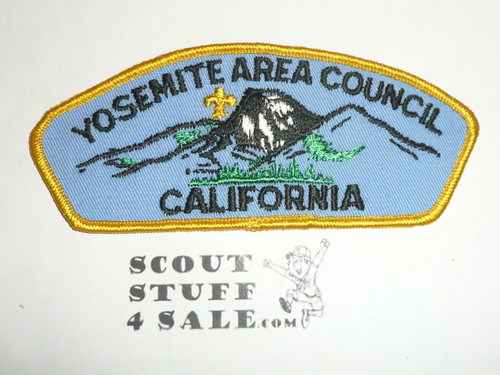 YOSEMITE AREA COUNCIL
CALIFORNIA
SCOUT
STUFF
4 SALE.COM